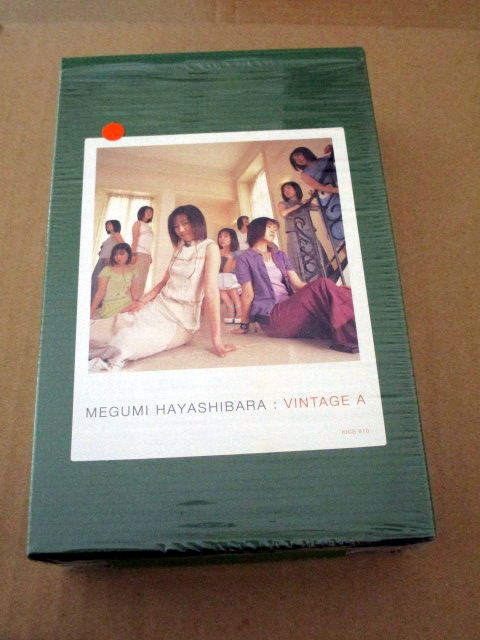 MEGUMI HAYASHIBARA : VINTAGE A
KICS 810